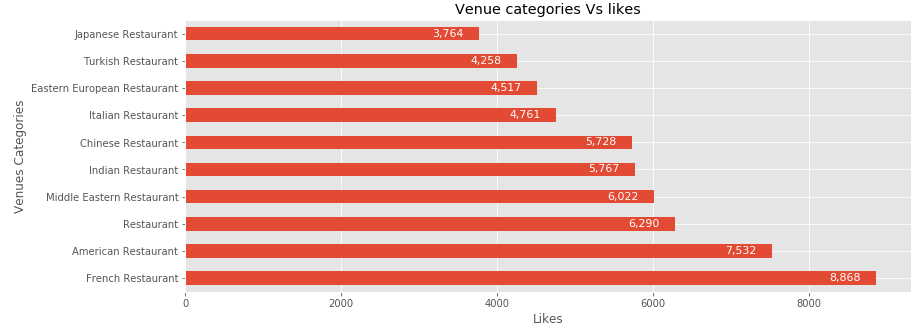 Venue categories Vs likes
Venues Categories
Japanese Restaurant 3,764
Turkish Restaurant 4,258
Eastern European Restaurant 4,517
Italian Restaurant 4,761
Chinese Restaurant 5,728
Indian Restaurant 5,767
Middle Eastern Restaurant 6,022
Restaurant 6,290
American Restaurant 7,532
French Restaurant 8,868
0 2000 4000 6000 8000
Likes